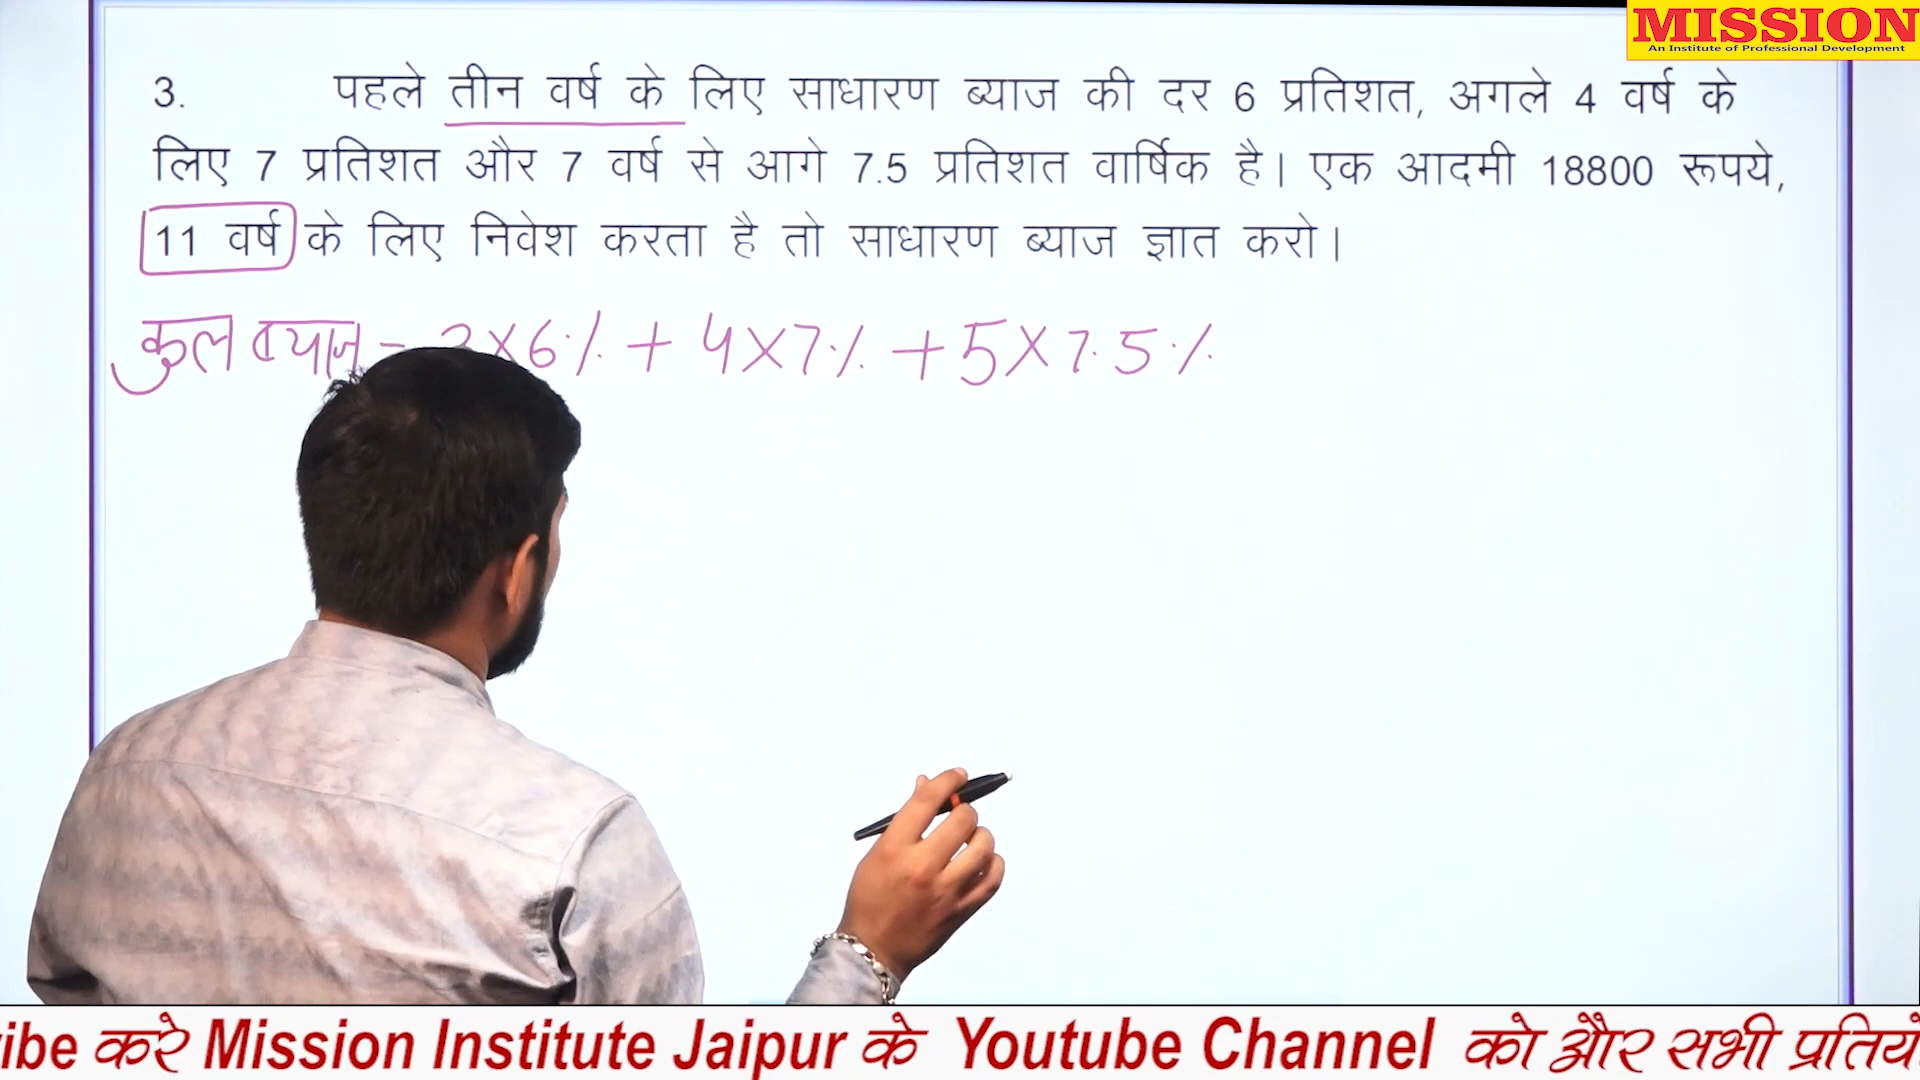 MISSION
An Institute of Professional Development
3. पहले तीन वर्ष के लिए साधारण ब्याज की दर 6 प्रतिशत, अगले 4 वर्ष के
लिए 7 प्रतिशत और 7 वर्ष से आगे 7.5 प्रतिशत वार्षिक है। एक आदमी 18800 रूपये,
11 वर्ष के लिए निवेश करता है तो साधारण ब्याज ज्ञात करो।
कुल ब्याज = 3×6% + 4×7% + 5×7.5%
ibe करे Mission Institute Jaipur के Youtube Channel को और सभी प्रतियो